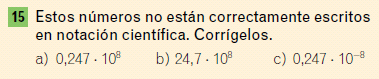 15 Estos números no están correctamente escritos
en notación científica. Corrígelos.
a) 0,247 · 10⁸ b) 24,7 · 10⁸ c) 0,247 · 10⁻⁸